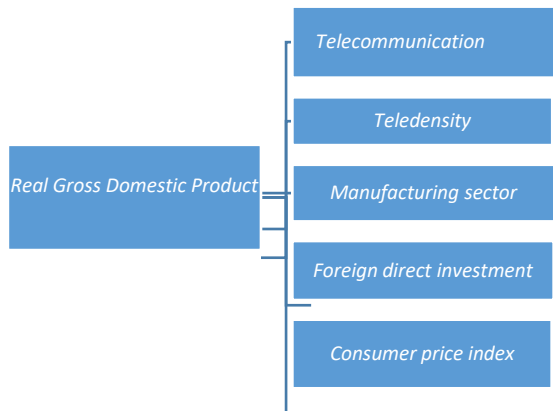 Telecommunication
Teledensity
Real Gross Domestic Product
Manufacturing sector
Foreign direct investment
Consumer price index